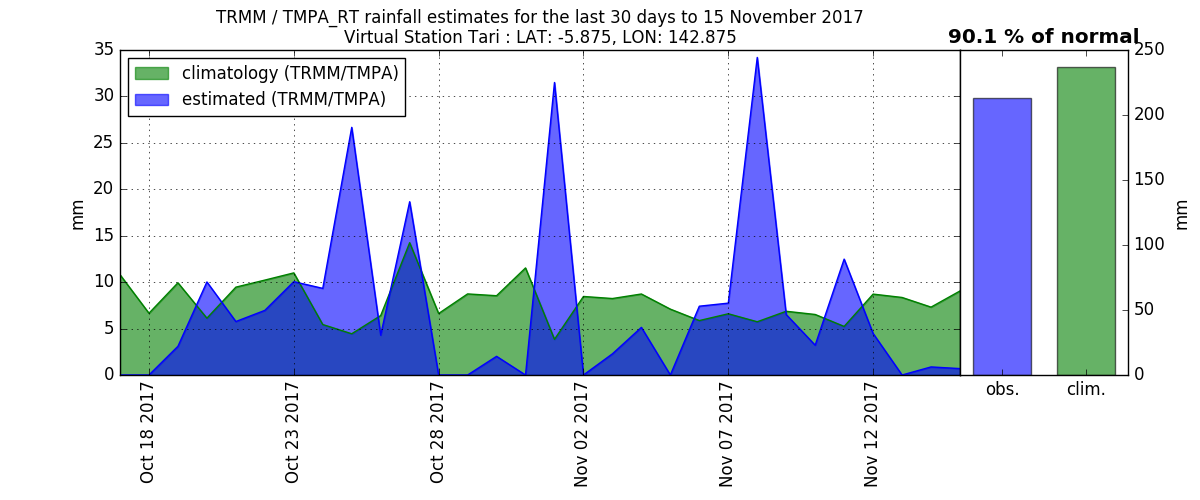 TRMM / TMPA_RT rainfall estimates for the last 30 days to 15 November 2017
Virtual Station Tari : LAT: -5.875, LON: 142.875
90.1 % of normal
climatology (TRMM/TMPA)
estimated (TRMM/TMPA)
35
30
25
20
15
10
5
0
mm
Oct 18 2017
Oct 23 2017
Oct 28 2017
Nov 02 2017
Nov 07 2017
Nov 12 2017
250
200
150
100
50
0
mm
obs.
clim.